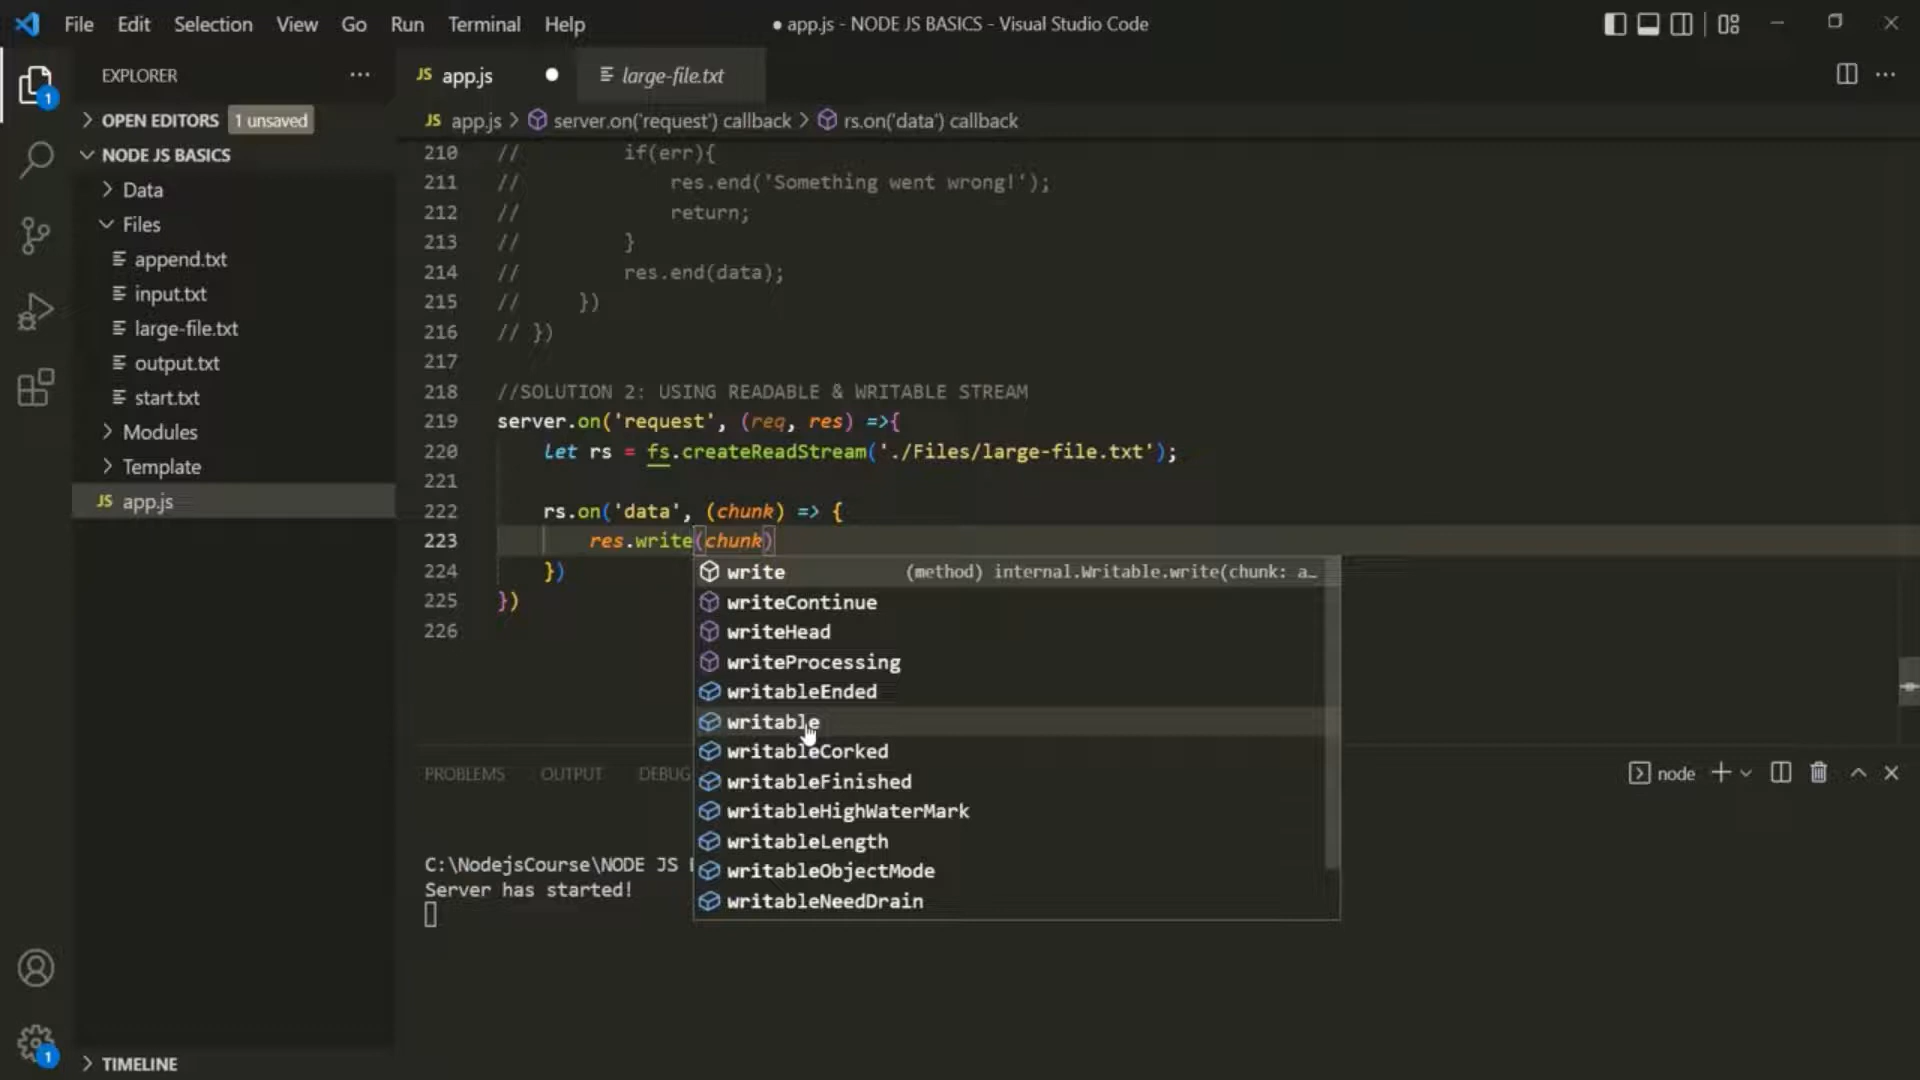 File Edit Selection View Go Run Terminal Help ● app.js - NODE JS BASICS - Visual Studio Code
EXPLORER ···
JS app.js ●
large-file.txt
JS app.js > server.on('request') callback > rs.on('data') callback
1
OPEN EDITORS 1 unsaved
NODE JS BASICS
Data
Files
append.txt
input.txt
large-file.txt
output.txt
start.txt
Modules
Template
JS app.js
1
TIMELINE
210 // if(err){
211 // res.end('Something went wrong!');
212 // return;
213 // }
214 // res.end(data);
215 // })
216 // })
217
218 //SOLUTION 2: USING READABLE & WRITABLE STREAM
219 server.on('request', (req, res) =>{
220 let rs = fs.createReadStream('./Files/large-file.txt');
221
222 rs.on('data', (chunk) => {
223 res.write(chunk)
224 })
225 })
226
write (method) internal.Writable.write(chunk: a…
writeContinue
writeHead
writeProcessing
writableEnded
writable
writableCorked
writableFinished
writableHighWaterMark
writableLength
writableObjectMode
writableNeedDrain
PROBLEMS OUTPUT DEBUG
node
C:\NodejsCourse\NODE JS
Server has started!